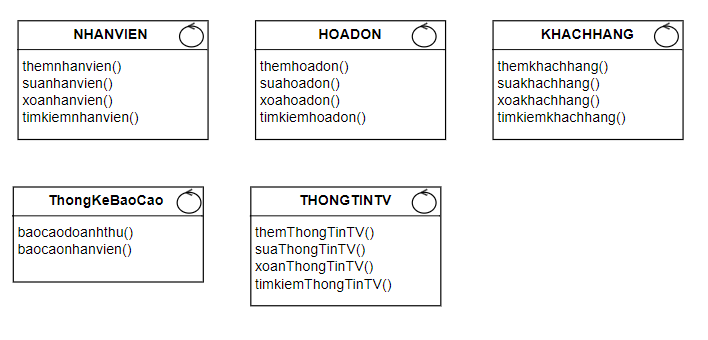 NHANVIEN
themnhanvien()
suanhanvien()
xoanhanvien()
timkiemnhanvien()
HOADON
themhoadon()
suahoadon()
xoahoadon()
timkiemhoadon()
KHACHHANG
themkhachhang()
suakhachhang()
xoakhachhang()
timkiemkhachhang()
ThongKeBaoCao
baocaodoanhthu()
baocaonhanvien()
THONGTINTV
themThongTinTV()
suaThongTinTV()
xoanThongTinTV()
timkiemThongTinTV()